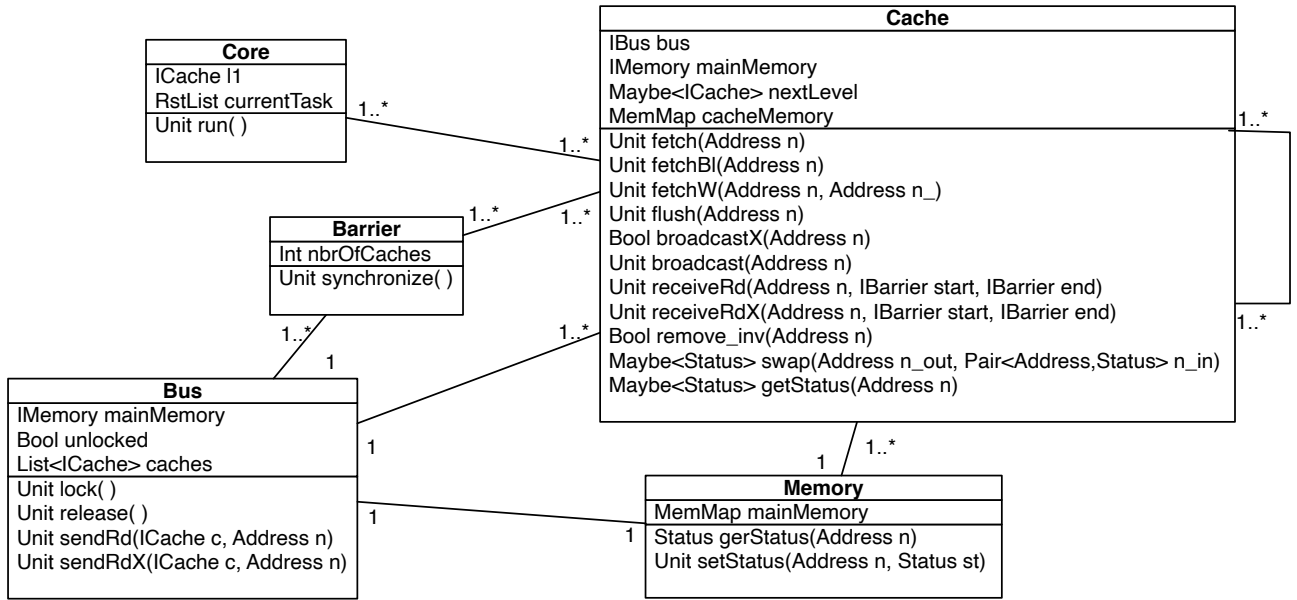 Core
ICache l1
RstList currentTask
Unit run( )
1..*
1..*
Cache
IBus bus
IMemory mainMemory
Maybe<ICache> nextLevel
MemMap cacheMemory
Unit fetch(Address n)
Unit fetchBl(Address n)
Unit fetchW(Address n, Address n_)
Unit flush(Address n)
Bool broadcastX(Address n)
Unit broadcast(Address n)
Unit receiveRd(Address n, IBarrier start, IBarrier end)
Unit receiveRdX(Address n, IBarrier start, IBarrier end)
Bool remove_inv(Address n)
Maybe<Status> swap(Address n_out, Pair<Address,Status> n_in)
Maybe<Status> getStatus(Address n)
1..*
1..*
Barrier
Int nbrOfCaches
Unit synchronize( )
1..*
1..*
1..*
1
Bus
IMemory mainMemory
Bool unlocked
List<ICache> caches
Unit lock( )
Unit release( )
Unit sendRd(ICache c, Address n)
Unit sendRdX(ICache c, Address n)
1..*
1
1
1
1..*
1
Memory
MemMap mainMemory
Status gerStatus(Address n)
Unit setStatus(Address n, Status st)